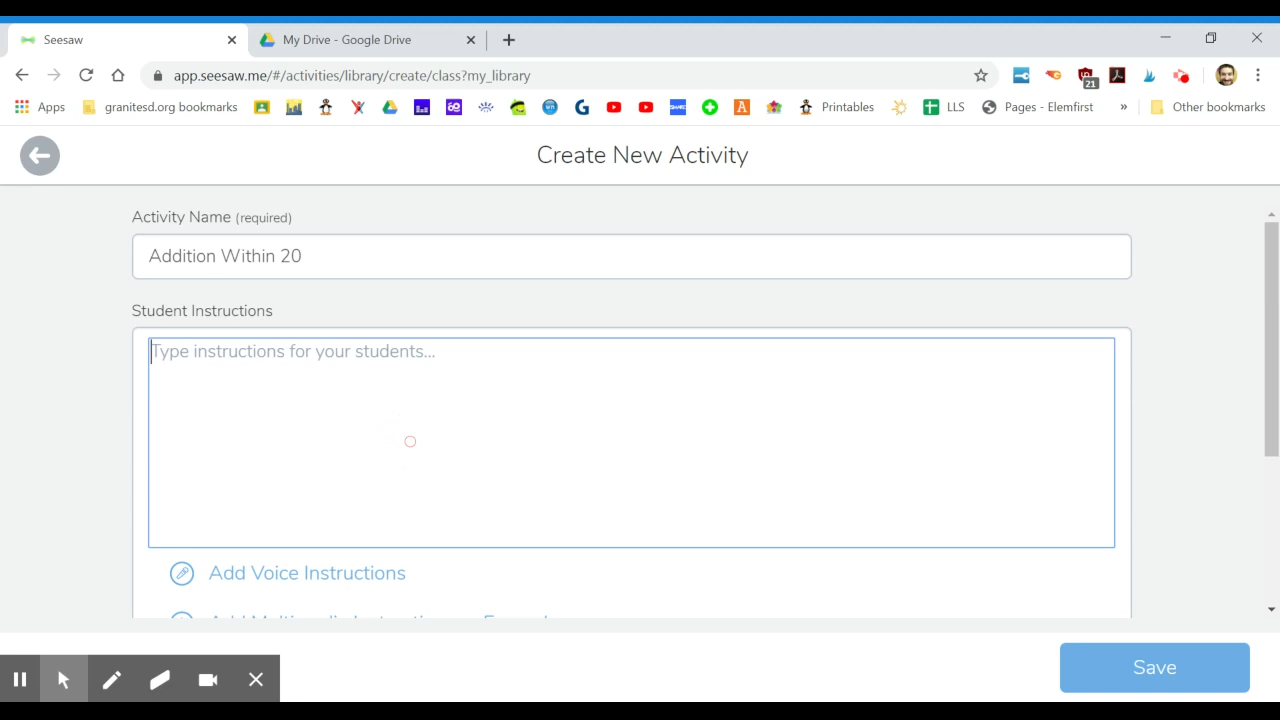 Seesaw
My Drive - Google Drive
app.seesaw.me/#/activities/library/create/class?my_library
21
Apps
granitesd.org bookmarks
Printables
LLS
Pages - Elemfirst
»
Other bookmarks
Create New Activity
Activity Name (required)
Addition Within 20
Student Instructions
Type instructions for your students...
Add Voice Instructions
Save